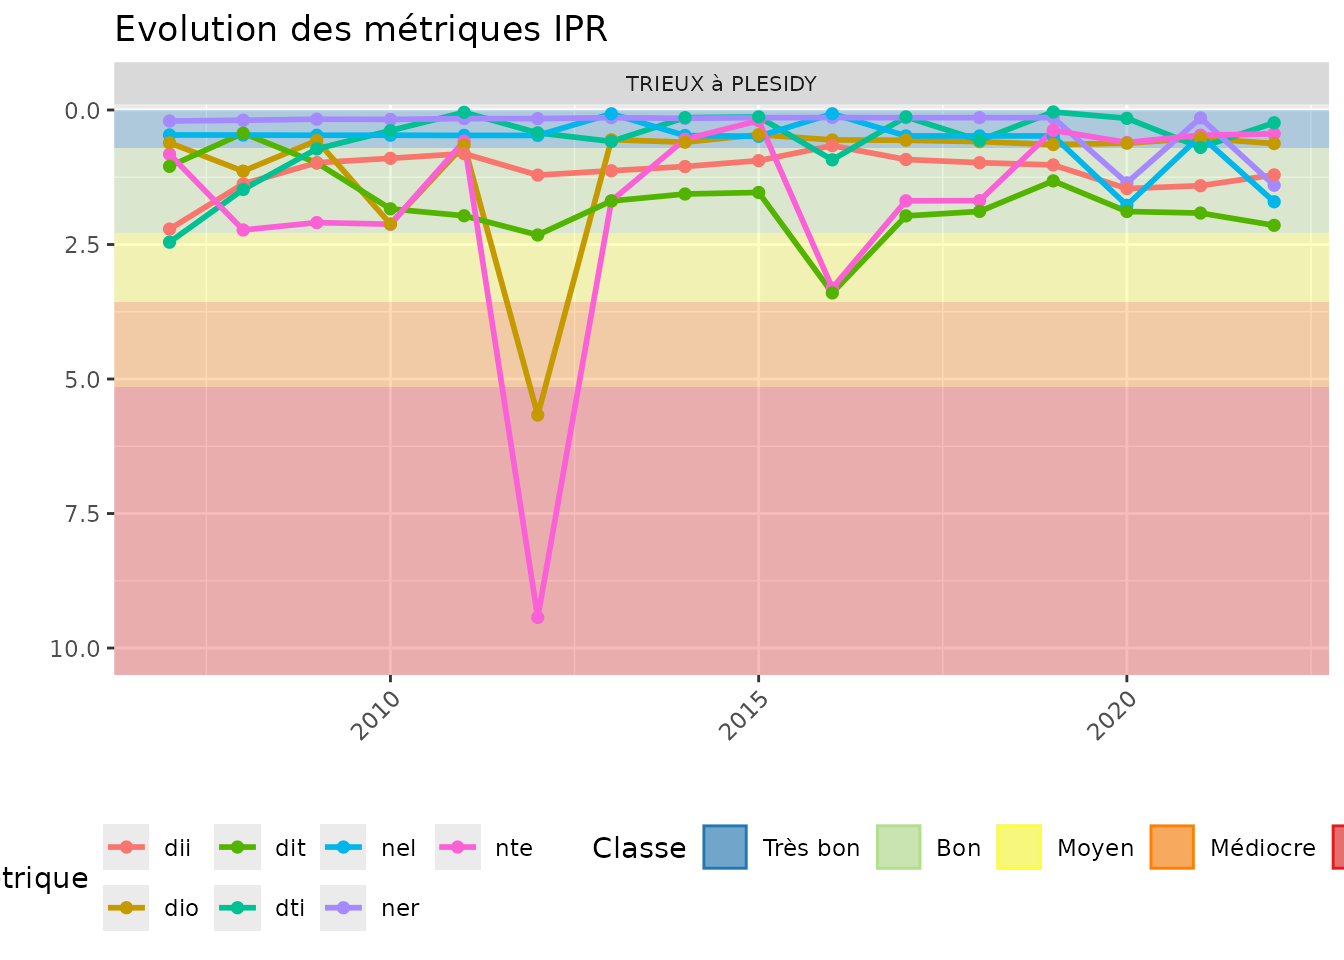 Evolution des métriques IPR
TRIEUX à PLESIDY
0.0
2.5
5.0
7.5
10.0
2010
2015
2020
trique
dii
dit
nel
nte
dio
dti
ner
Classe
Très bon
Bon
Moyen
Médiocre